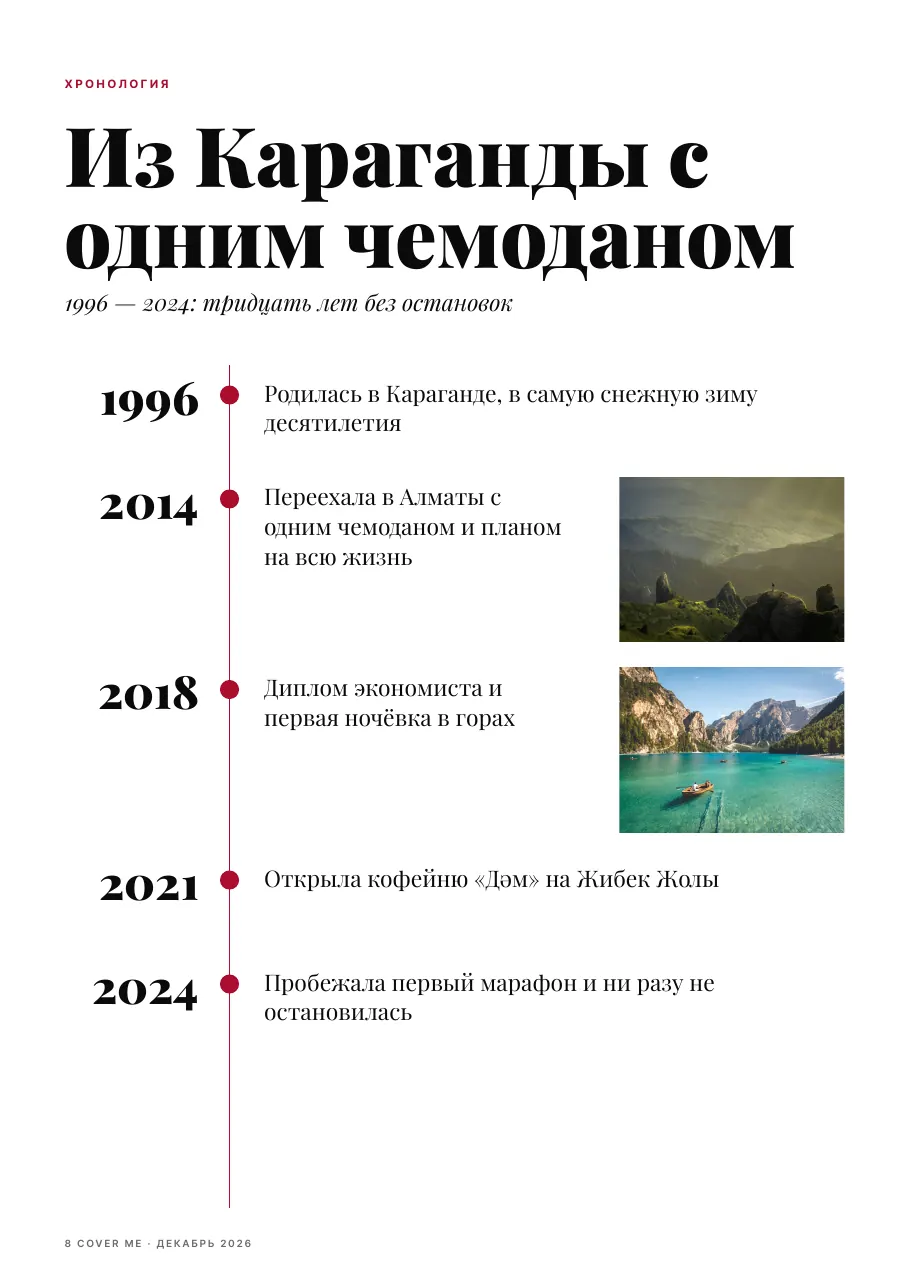 ХРОНОЛОГИЯ
Из Караганды с
одним чемоданом
1996 — 2024: тридцать лет без остановок
1996
Родилась в Караганде, в самую снежную зиму
десятилетия
2014
Переехала в Алматы с
одним чемоданом и планом
на всю жизнь
2018
Диплом экономиста и
первая ночёвка в горах
2021
Открыла кофейню «Дәм» на Жибек Жолы
2024
Пробежала первый марафон и ни разу не
остановилась
8 COVER ME · ДЕКАБРЬ 2026